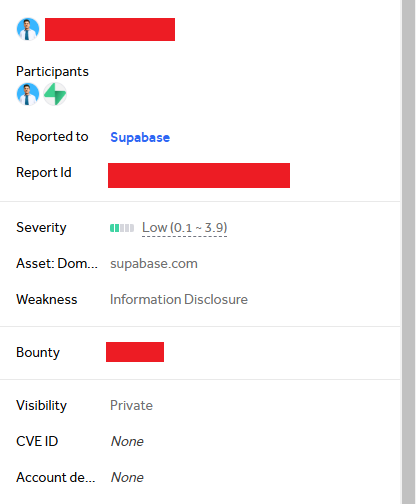 Participants
Reported to Supabase
Report Id
Severity Low (0.1 ~ 3.9)
Asset: Dom... supabase.com
Weakness Information Disclosure
Bounty
Visibility Private
CVE ID None
Account de... None